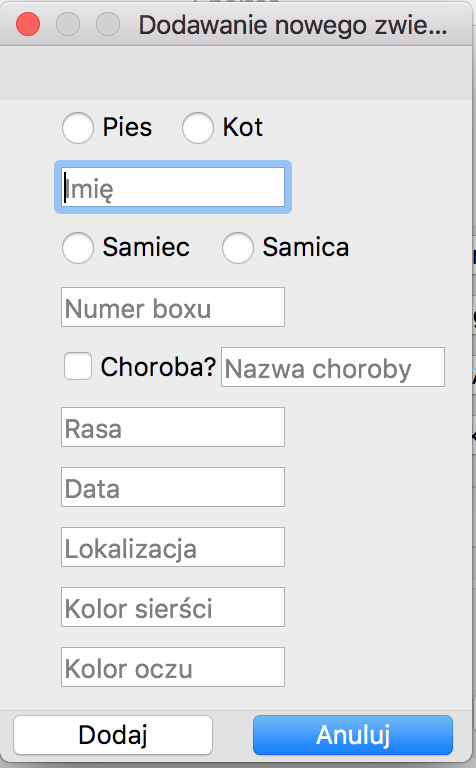 Dodawanie nowego zwie...
Pies Kot
Imię
Samiec Samica
Numer boxu
Choroba? Nazwa choroby
Rasa
Data
Lokalizacja
Kolor sierści
Kolor oczu
Dodaj Anuluj